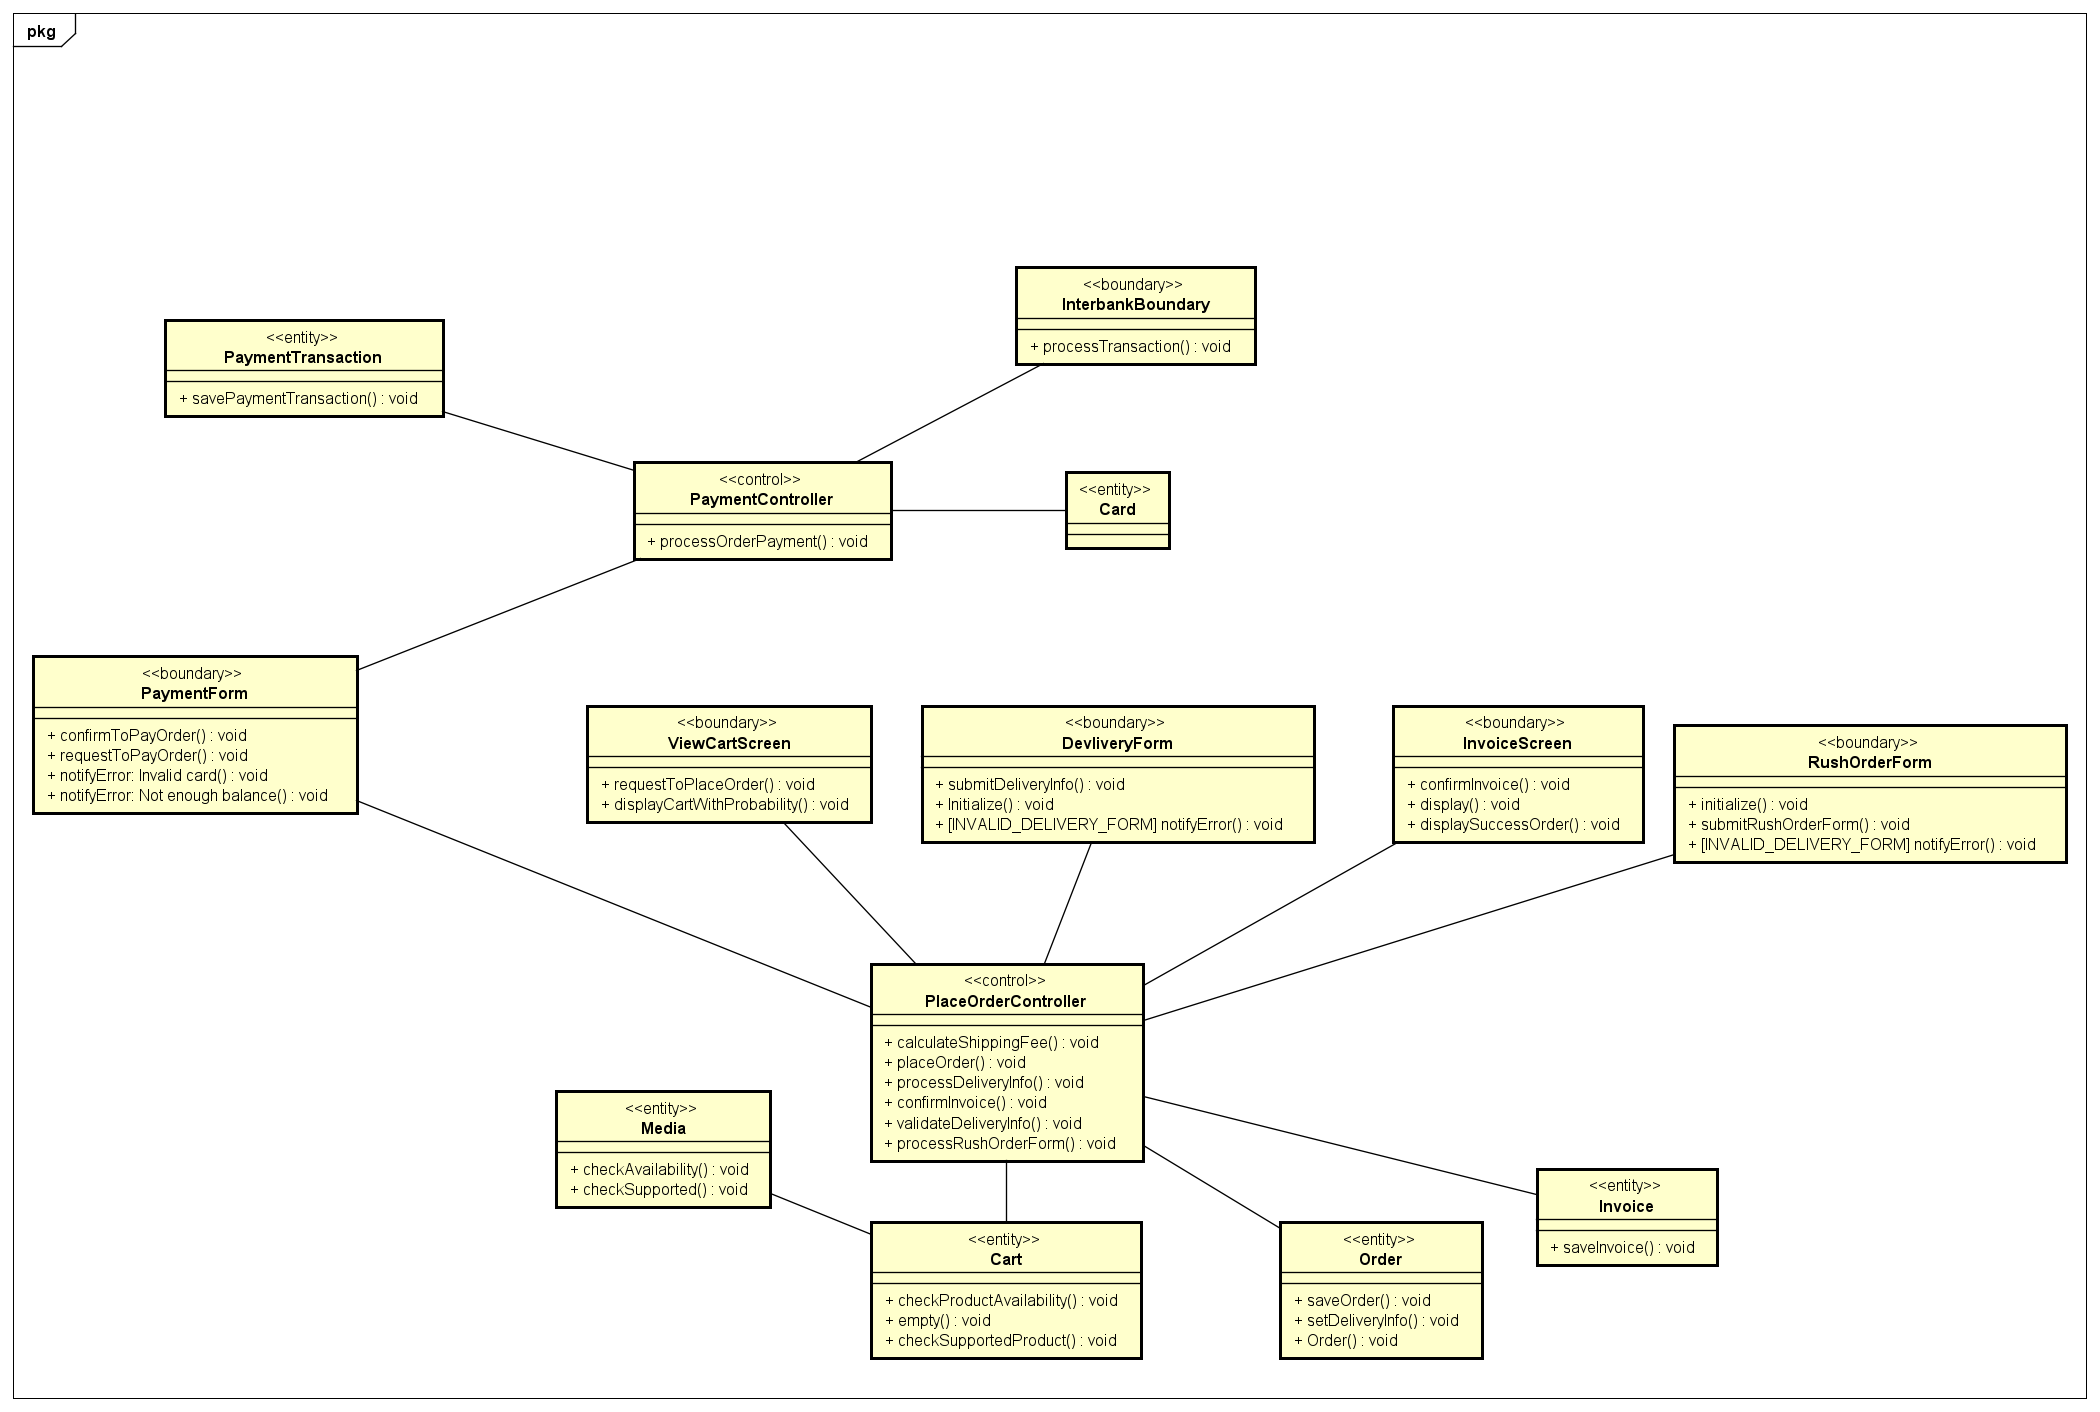 pkg
<<boundary>>
InterbankBoundary
+ processTransaction() : void
<<entity>>
PaymentTransaction
+ savePaymentTransaction() : void
<<control>>
PaymentController
+ processOrderPayment() : void
<<entity>>
Card
<<boundary>>
PaymentForm
+ confirmToPayOrder() : void
+ requestToPayOrder() : void
+ notifyError: Invalid card() : void
+ notifyError: Not enough balance() : void
<<boundary>>
ViewCartScreen
+ requestToPlaceOrder() : void
+ displayCartWithProbability() : void
<<boundary>>
DevliveryForm
+ submitDeliveryInfo() : void
+ Initialize() : void
+ [INVALID_DELIVERY_FORM] notifyError() : void
<<boundary>>
InvoiceScreen
+ confirmInvoice() : void
+ display() : void
+ displaySuccessOrder() : void
<<boundary>>
RushOrderForm
+ initialize() : void
+ submitRushOrderForm() : void
+ [INVALID_DELIVERY_FORM] notifyError() : void
<<control>>
PlaceOrderController
+ calculateShippingFee() : void
+ placeOrder() : void
+ processDeliveryInfo() : void
+ confirmInvoice() : void
+ validateDeliveryInfo() : void
+ processRushOrderForm() : void
<<entity>>
Media
+ checkAvailability() : void
+ checkSupported() : void
<<entity>>
Cart
+ checkProductAvailability() : void
+ empty() : void
+ checkSupportedProduct() : void
<<entity>>
Order
+ saveOrder() : void
+ setDeliveryInfo() : void
+ Order() : void
<<entity>>
Invoice
+ saveInvoice() : void